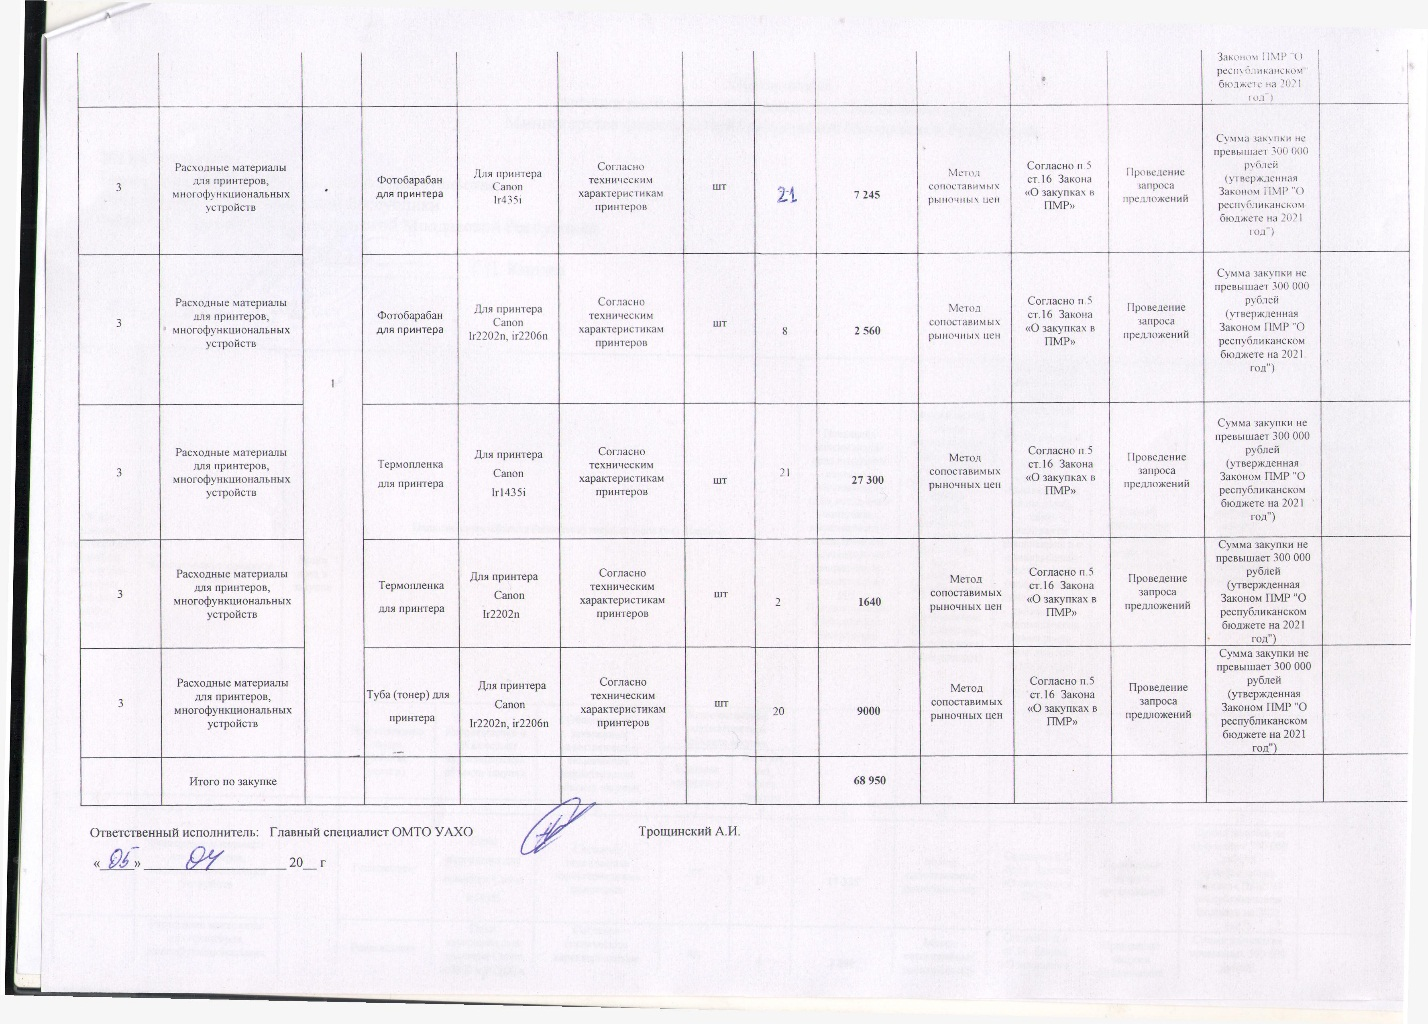 Законом ПМР "О
республиканском"
бюджете на 2021
год")
3
Расходные материалы
для принтеров,
многофункциональных
устройств
Фотобарабан
для принтера
Для принтера
Canon
Ir435i
Согласно
техническим
характеристикам
принтеров
шт
21
7 245
Метод
сопоставимых
рыночных цен
Согласно п.5
ст.16 Закона
«О закупках в
ПМР»
Проведение
запроса
предложений
Сумма закупки не
превышает 300 000
рублей
(утвержденная
Законом ПМР "О
республиканском
бюджете на 2021
год")
3
Расходные материалы
для принтеров,
многофункциональных
устройств
1
Фотобарабан
для принтера
Для принтера
Canon
Ir2202n, ir2206n
Согласно
техническим
характеристикам
принтеров
шт
8
2 560
Метод
сопоставимых
рыночных цен
Согласно п.5
ст.16 Закона
«О закупках в
ПМР»
Проведение
запроса
предложений
Сумма закупки не
превышает 300 000
рублей
(утвержденная
Законом ПМР "О
республиканском
бюджете на 2021
год")
3
Расходные материалы
для принтеров,
многофункциональных
устройств
Термопленка
для принтера
Для принтера
Canon
Ir1435i
Согласно
техническим
характеристикам
принтеров
шт
21
27 300
Метод
сопоставимых
рыночных цен
Согласно п.5
ст.16 Закона
«О закупках в
ПМР»
Проведение
запроса
предложений
Сумма закупки не
превышает 300 000
рублей
(утвержденная
Законом ПМР "О
республиканском
бюджете на 2021
год")
3
Расходные материалы
для принтеров,
многофункциональных
устройств
Термопленка
для принтера
Для принтера
Canon
Ir2202n
Согласно
техническим
характеристикам
принтеров
шт
2
1640
Метод
сопоставимых
рыночных цен
Согласно п.5
ст.16 Закона
«О закупках в
ПМР»
Проведение
запроса
предложений
Сумма закупки не
превышает 300 000
рублей
(утвержденная
Законом ПМР "О
республиканском
бюджете на 2021
год")
3
Расходные материалы
для принтеров,
многофункциональных
устройств
Туба (тонер) для
принтера
Для принтера
Canon
Ir2202n, ir2206n
Согласно
техническим
характеристикам
принтеров
шт
20
9000
Метод
сопоставимых
рыночных цен
Согласно п.5
ст.16 Закона
«О закупках в
ПМР»
Проведение
запроса
предложений
Сумма закупки не
превышает 300 000
рублей
(утвержденная
Законом ПМР "О
республиканском
бюджете на 2021
год")
Итого по закупке
68 950
Ответственный исполнитель: Главный специалист ОМТО УАХО Трощинский А.И.
«05» 04 20__ г